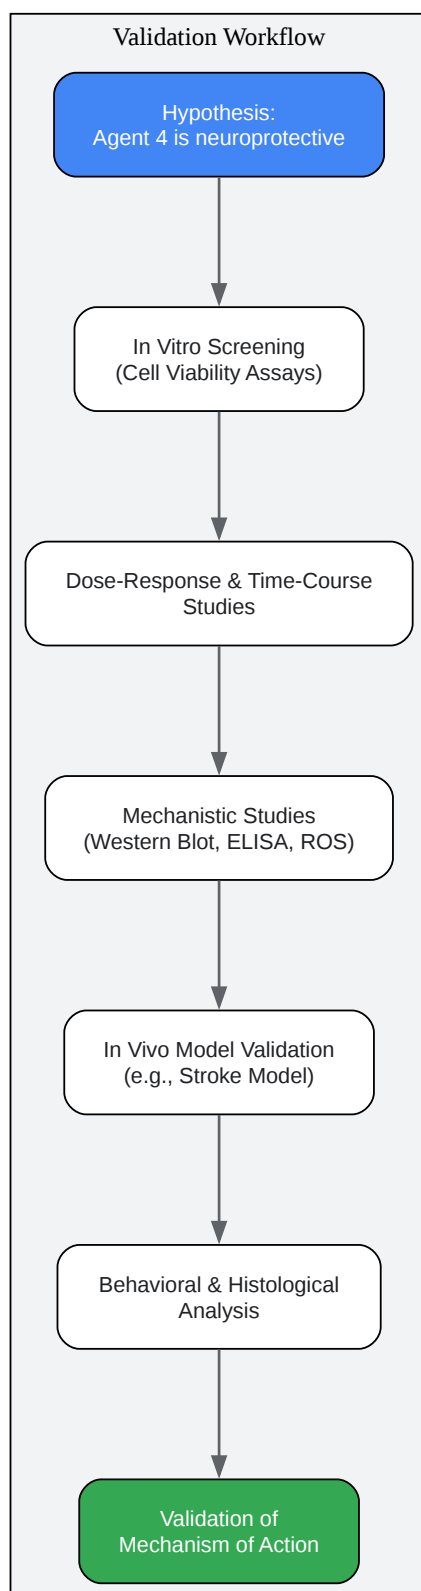 Validation Workflow
Hypothesis:
Agent 4 is neuroprotective
In Vitro Screening
(Cell Viability Assays)
Dose-Response & Time-Course
Studies
Mechanistic Studies
(Western Blot, ELISA, ROS)
In Vivo Model Validation
(e.g., Stroke Model)
Behavioral & Histological
Analysis
Validation of
Mechanism of Action